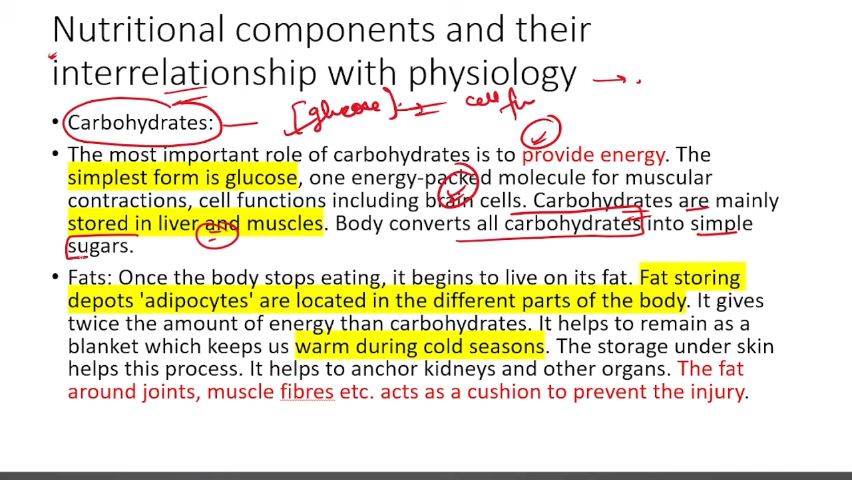 Nutritional components and their
interrelationship with physiology
[glucose] cell fu
• Carbohydrates:
• The most important role of carbohydrates is to provide energy. The
simplest form is glucose, one energy-packed molecule for muscular
contractions, cell functions including brain cells. Carbohydrates are mainly
stored in liver and muscles. Body converts all carbohydrates into simple
sugars.
• Fats: Once the body stops eating, it begins to live on its fat. Fat storing
depots 'adipocytes' are located in the different parts of the body. It gives
twice the amount of energy than carbohydrates. It helps to remain as a
blanket which keeps us warm during cold seasons. The storage under skin
helps this process. It helps to anchor kidneys and other organs. The fat
around joints, muscle fibres etc. acts as a cushion to prevent the injury.